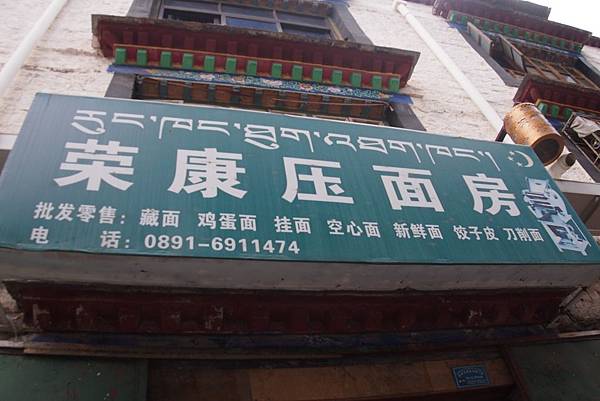 荣康压面房
批发零售：藏面 鸡蛋面 挂面 空心面 新鲜面 饺子皮 刀削面
电 话：0891-6911474